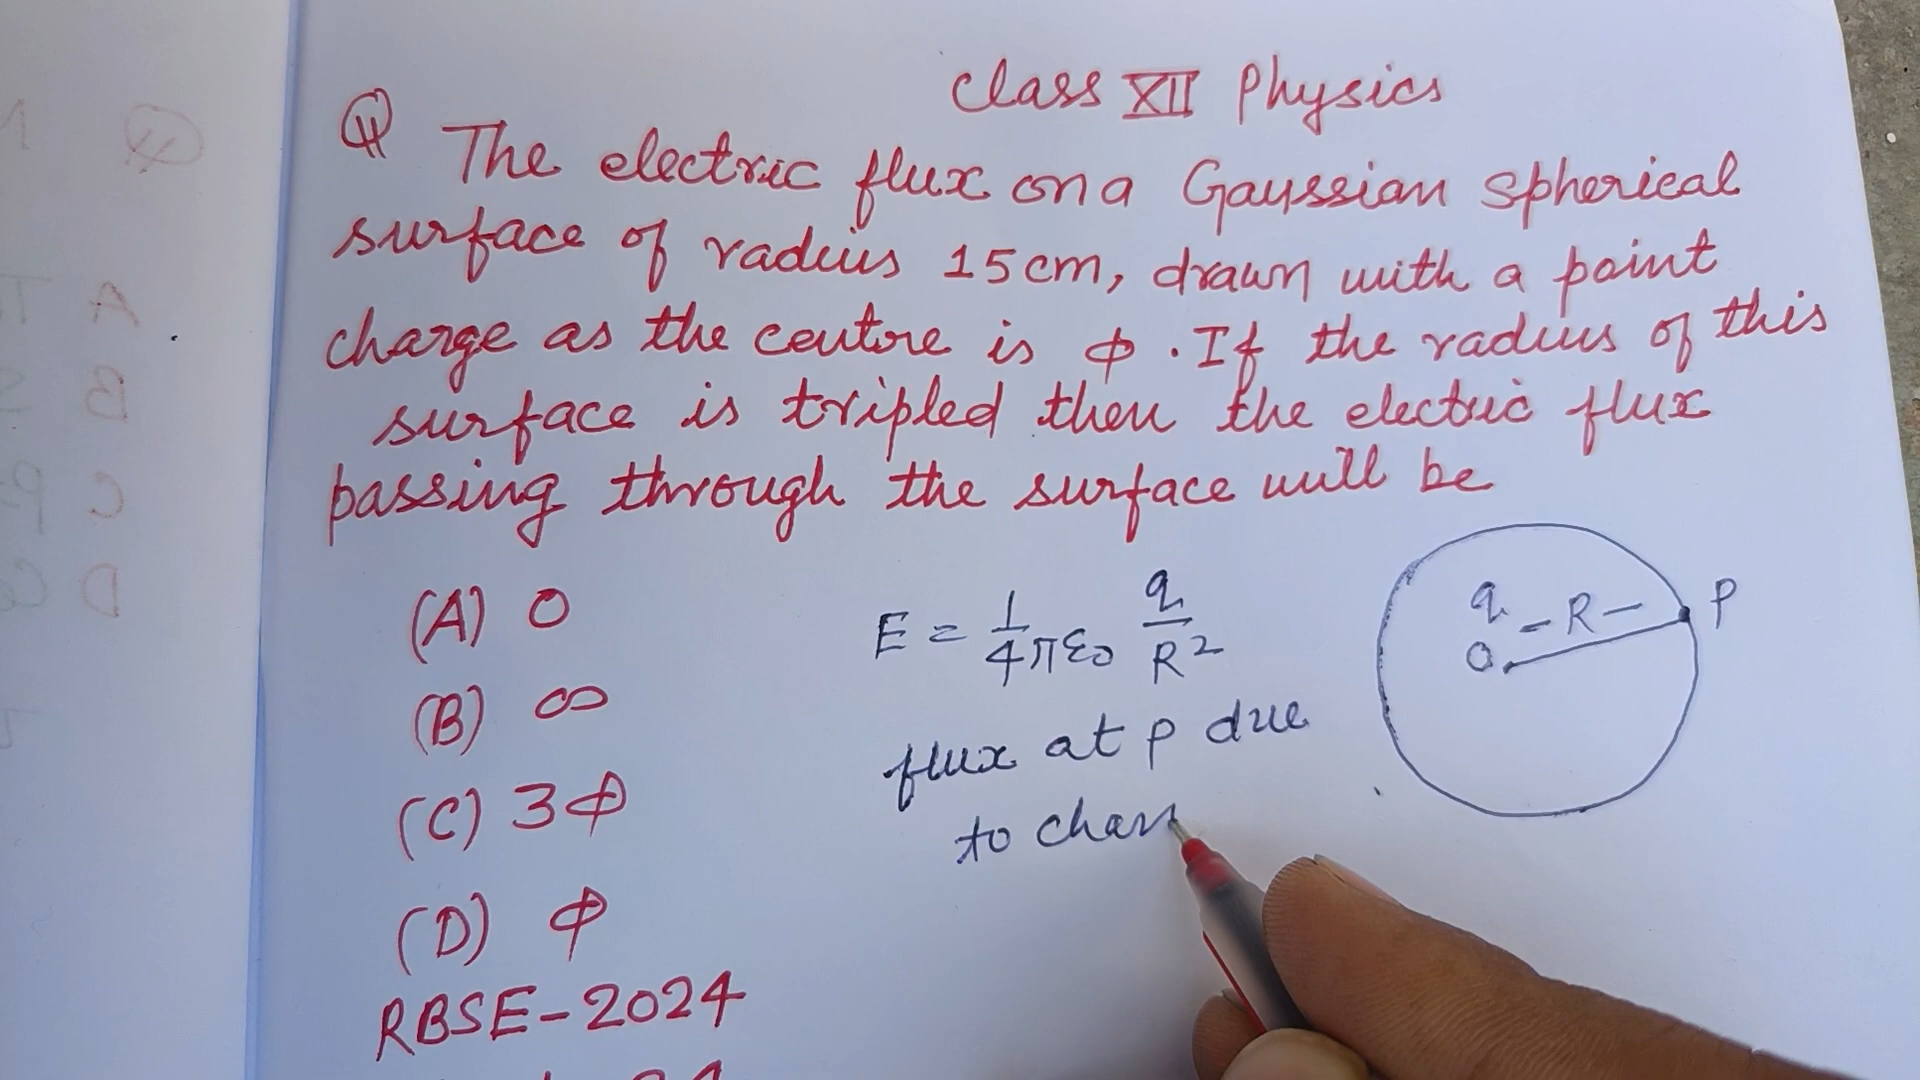 Class XII Physics
Q The electric flux on a Gaussian spherical
surface of radius 15cm, drawn with a point
charge as the centre is ϕ. If the radius of this
surface is tripled then the electric flux
passing through the surface will be
(A) 0
(B) ∞
(C) 3ϕ
(D) ϕ
RBSE-2024
E = 1/4πε₀ q/R²
flux at P due
to char
q
O
-R-
P
Q
A
B
C
D